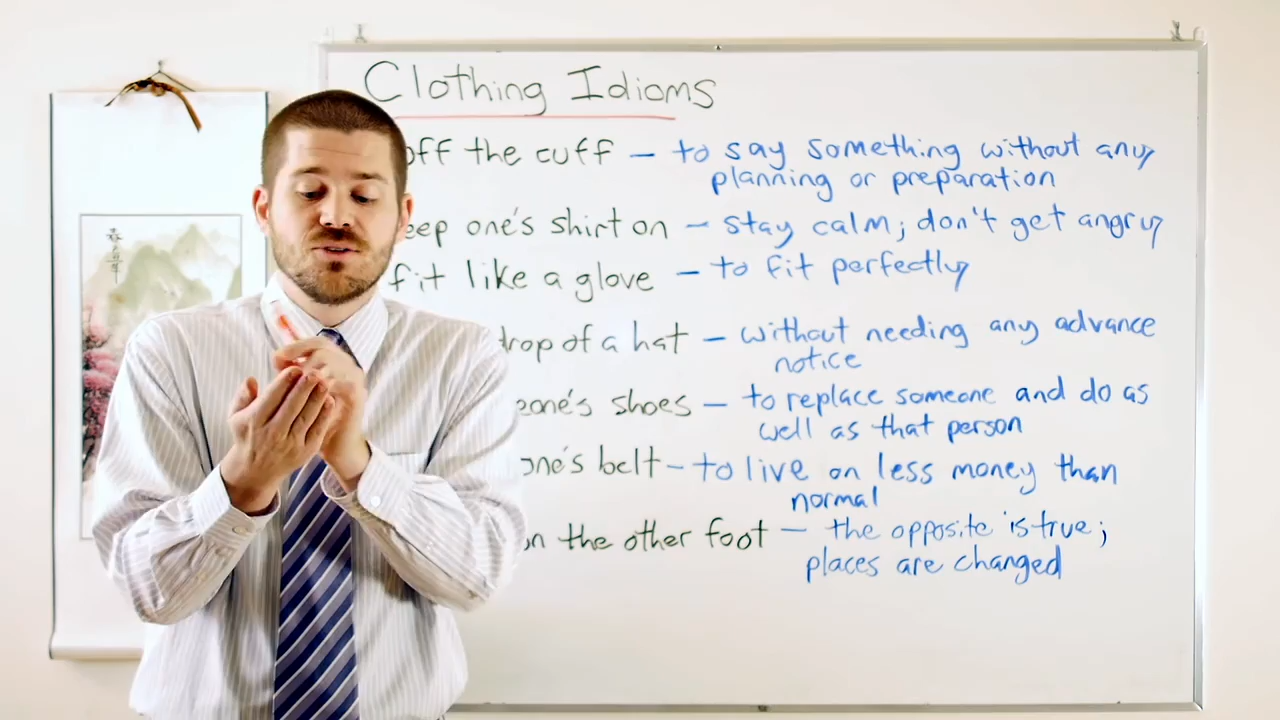 Clothing Idioms
off the cuff – to say something without any
planning or preparation
eep one's shirt on – stay calm; don't get angry
fit like a glove – to fit perfectly
drop of a hat – without needing any advance
notice
eone's shoes – to replace someone and do as
well as that person
one's belt – to live on less money than
normal
on the other foot – the opposite is true;
places are changed